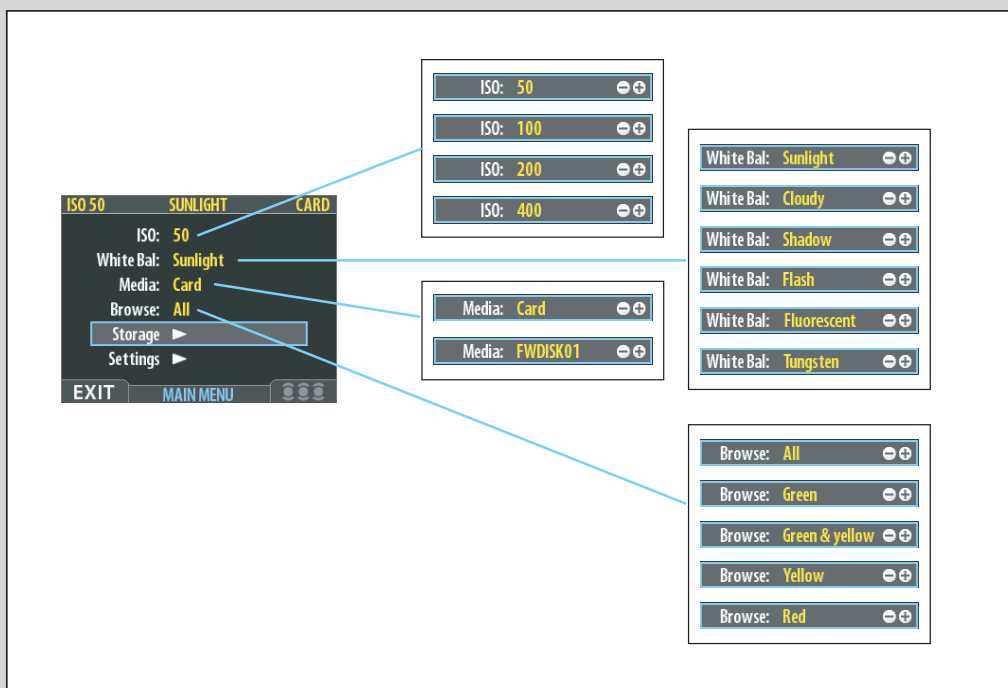 ISO 50 SUNLIGHT CARD
ISO: 50
White Bal: Sunlight
Media: Card
Browse: All
Storage
Settings
EXIT MAIN MENU
ISO: 50
ISO: 100
ISO: 200
ISO: 400
Media: Card
Media: FWDISK01
White Bal: Sunlight
White Bal: Cloudy
White Bal: Shadow
White Bal: Flash
White Bal: Fluorescent
White Bal: Tungsten
Browse: All
Browse: Green
Browse: Green & yellow
Browse: Yellow
Browse: Red